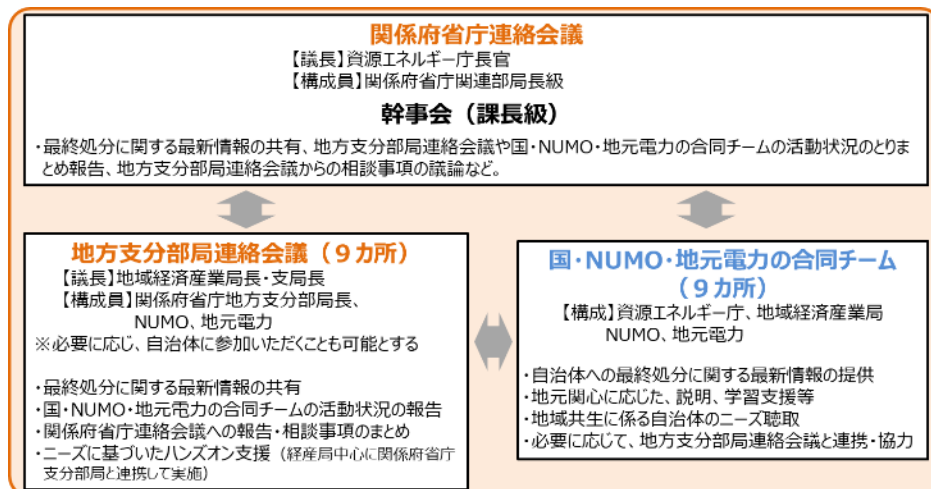 関係府省庁連絡会議
【議長】資源エネルギー庁長官
【構成員】関係府省庁関連部局長級
幹事会（課長級）
・最終処分に関する最新情報の共有、地方支分部局連絡会議や国・NUMO・地元電力の合同チームの活動状況のとりま
とめ報告、地方支分部局連絡会議からの相談事項の議論など。
地方支分部局連絡会議（９カ所）
【議長】地域経済産業局長・支局長
【構成員】関係府省庁地方支分部局長、
NUMO、地元電力
※必要に応じ、自治体に参加いただくことも可能とする
・最終処分に関する最新情報の共有
・国・NUMO・地元電力の合同チームの活動状況の報告
・関係府省庁連絡会議への報告・相談事項のまとめ
・ニーズに基づいたハンズオン支援（経産局中心に関係府省庁
支分部局と連携して実施）
国・NUMO・地元電力の合同チーム
（９カ所）
【構成】資源エネルギー庁、地域経済産業局
NUMO、地元電力
・自治体への最終処分に関する最新情報の提供
・地元関心に応じた、説明、学習支援等
・地域共生に係る自治体のニーズ聴取
・必要に応じて、地方支分部局連絡会議と連携・協力